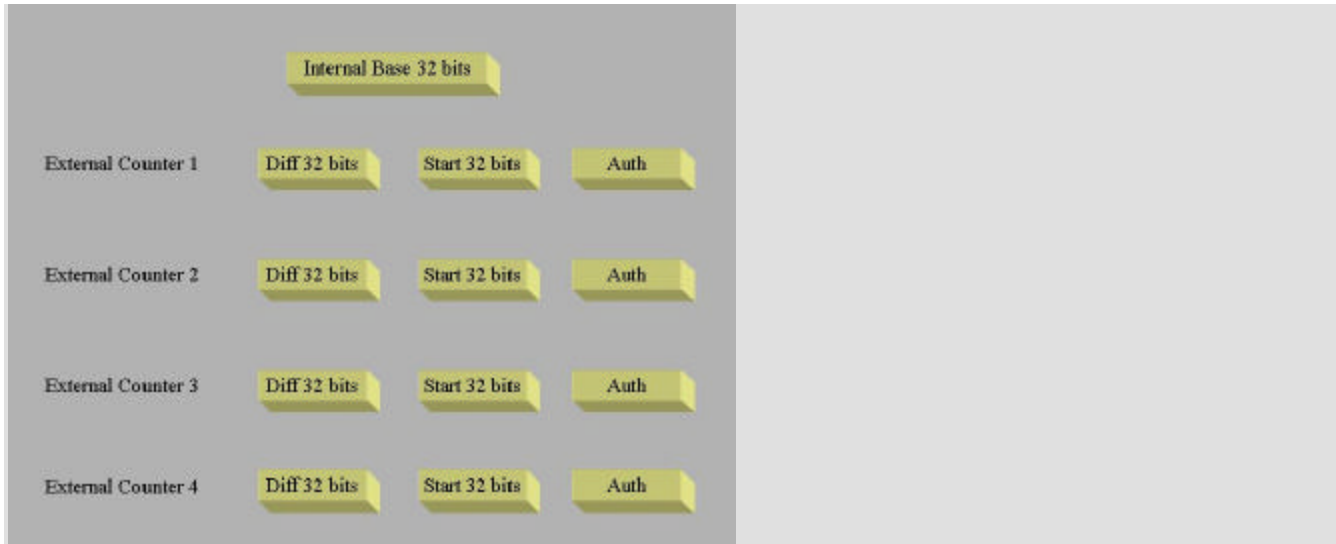 Internal Base 32 bits
External Counter 1 Diff 32 bits Start 32 bits Auth
External Counter 2 Diff 32 bits Start 32 bits Auth
External Counter 3 Diff 32 bits Start 32 bits Auth
External Counter 4 Diff 32 bits Start 32 bits Auth